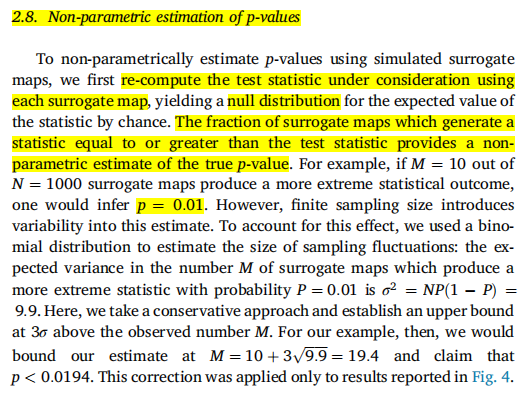 2.8. Non-parametric estimation of p-values
To non-parametrically estimate p-values using simulated surrogate
maps, we first re-compute the test statistic under consideration using
each surrogate map, yielding a null distribution for the expected value of
the statistic by chance. The fraction of surrogate maps which generate a
statistic equal to or greater than the test statistic provides a non-
parametric estimate of the true p-value. For example, if M = 10 out of
N = 1000 surrogate maps produce a more extreme statistical outcome,
one would infer p = 0.01. However, finite sampling size introduces
variability into this estimate. To account for this effect, we used a bino-
mial distribution to estimate the size of sampling fluctuations: the ex-
pected variance in the number M of surrogate maps which produce a
more extreme statistic with probability P = 0.01 is σ² = NP(1 − P) =
9.9. Here, we take a conservative approach and establish an upper bound
at 3σ above the observed number M. For our example, then, we would
bound our estimate at M = 10 + 3√9.9 = 19.4 and claim that
p < 0.0194. This correction was applied only to results reported in Fig. 4.